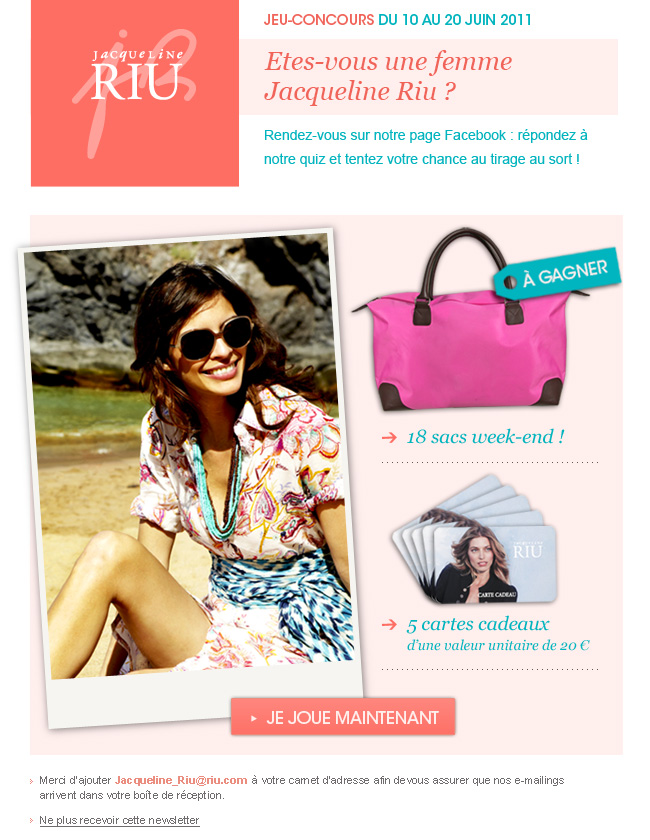 JACQUELINE
RIU
JEU-CONCOURS DU 10 AU 20 JUIN 2011
Etes-vous une femme
Jacqueline Riu ?
Rendez-vous sur notre page Facebook : répondez à
notre quiz et tentez votre chance au tirage au sort !
À GAGNER
18 sacs week-end !
JACQUELINE
RIU
CARTE CADEAU
5 cartes cadeaux
d'une valeur unitaire de 20 €
JE JOUE MAINTENANT
Merci d'ajouter Jacqueline_Riu@riu.com à votre carnet d'adresse afin devous assurer que nos e-mailings
arrivent dans votre boîte de réception.
Ne plus recevoir cette newsletter